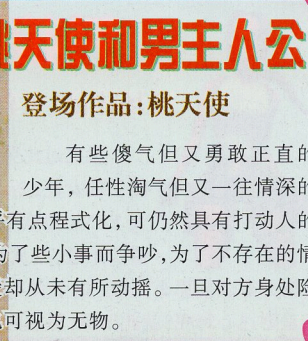 天使和男主人公
登场作品:桃天使
有些傻气但又勇敢正直的
少年，任性淘气但又一往情深的
有点程式化，可仍然具有打动人的
了些小事而争吵，为了不存在的情
却从未有所动摇。一旦对方身处险
可视为无物。